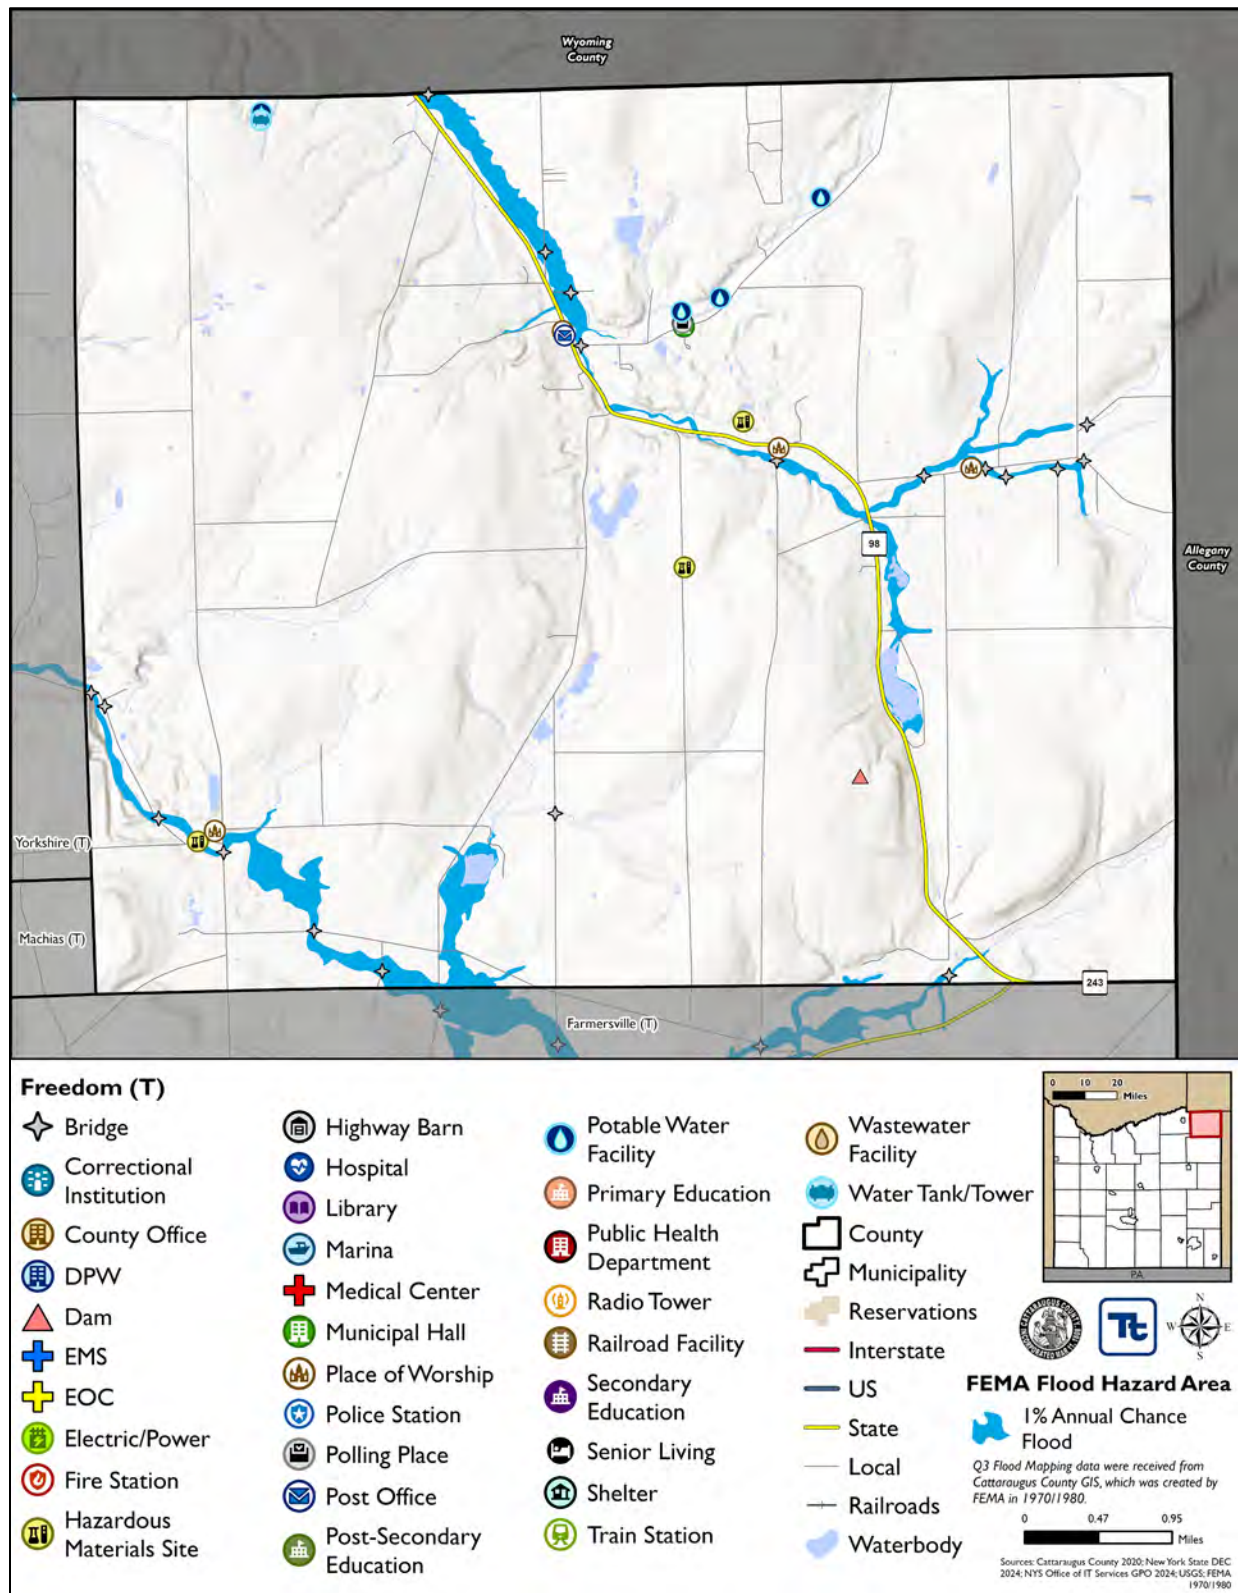 Wyoming
County
98
Allegany
County
Yorkshire (T)
Machias (T)
243
Farmersville (T)
Freedom (T)
Bridge
Correctional
Institution
County Office
DPW
Dam
EMS
EOC
Electric/Power
Fire Station
Hazardous
Materials Site
Highway Barn
Hospital
Library
Marina
Medical Center
Municipal Hall
Place of Worship
Police Station
Polling Place
Post Office
Post-Secondary
Education
Potable Water
Facility
Primary Education
Public Health
Department
Radio Tower
Railroad Facility
Secondary
Education
Senior Living
Shelter
Train Station
Wastewater
Facility
Water Tank/Tower
County
Municipality
Reservations
Interstate
US
State
Local
Railroads
Waterbody
0 10 20
Miles
PA
Tt
N
W E
S
FEMA Flood Hazard Area
1% Annual Chance
Flood
Q3 Flood Mapping data were received from
Cattaraugus County GIS, which was created by
FEMA in 1970/1980.
0 0.47 0.95
Miles
Sources: Cattaraugus County 2020; New York State DEC
2024; NYS Office of IT Services GPO 2024; USGS; FEMA
1970/1980